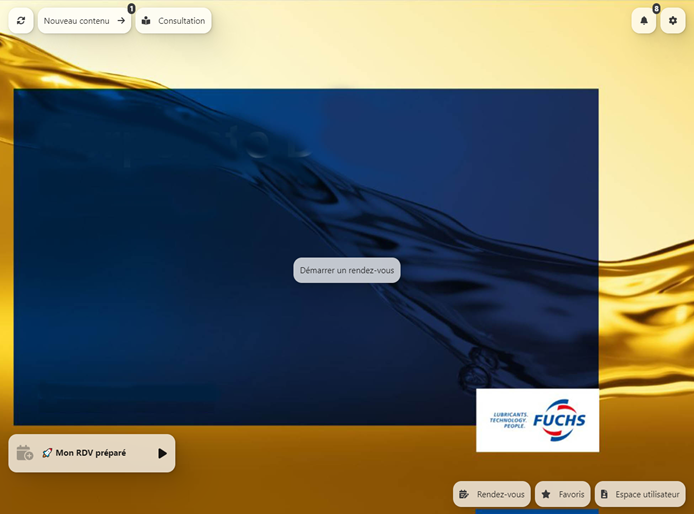 Nouveau contenu
1
Consultation
8
Démarrer un rendez-vous
LUBRICANTS.
TECHNOLOGY.
PEOPLE.
FUCHS
Mon RDV préparé
Rendez-vous
Favoris
Espace utilisateur